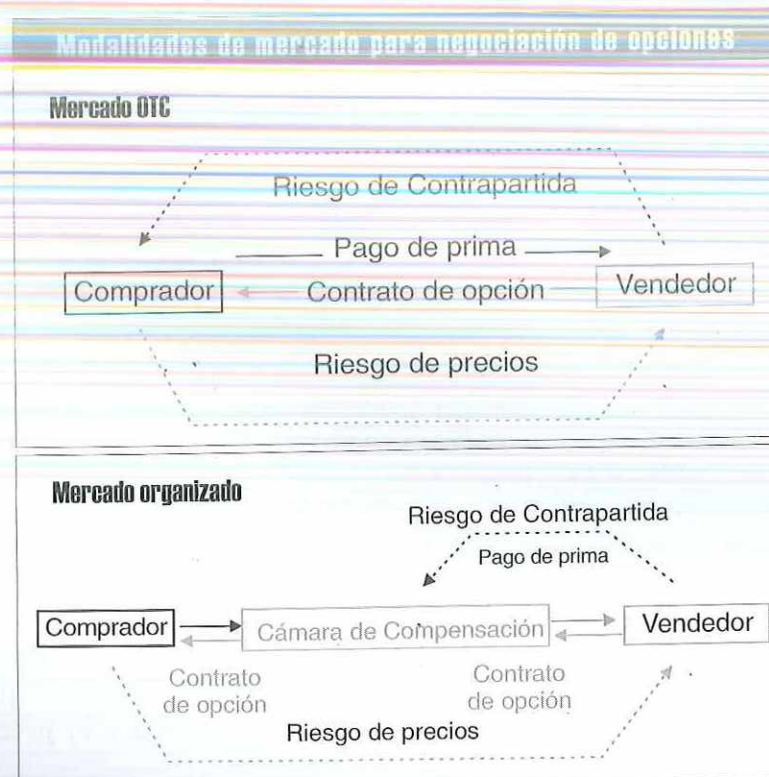 Modalidados de mercado para negociación de opciones
Mercado OTC
Riesgo de Contrapartida
Pago de prima
Comprador
Contrato de opción
Vendedor
Riesgo de precios
Mercado organizado
Riesgo de Contrapartida
Pago de prima
Comprador
Cámara de Compensación
Vendedor
Contrato
de opción
Contrato
de opción
Riesgo de precios